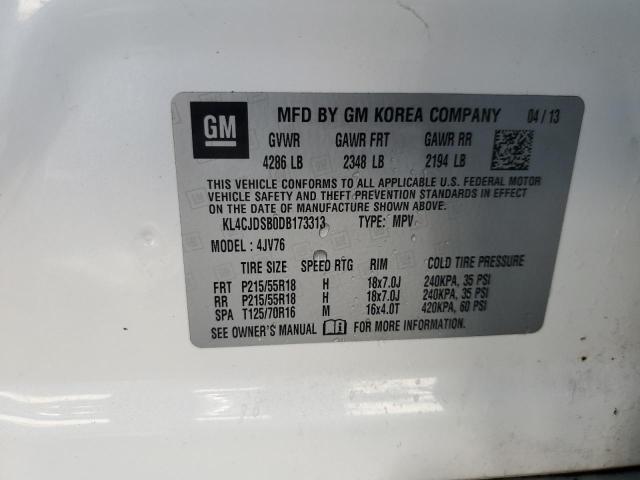 GM MFD BY GM KOREA COMPANY 04 / 13
GVWR GAWR FRT GAWR RR
4286 LB 2348 LB 2194 LB
THIS VEHICLE CONFORMS TO ALL APPLICABLE U.S. FEDERAL MOTOR
VEHICLE SAFETY AND THEFT PREVENTION STANDARDS IN EFFECT
ON THE DATE OF MANUFACTURE SHOWN ABOVE.
KL4CJDSB0DB173313 TYPE: MPV
MODEL : 4JV76
TIRE SIZE SPEED RTG RIM COLD TIRE PRESSURE
FRT P215/55R18 H 18x7.0J 240KPA, 35 PSI
RR P215/55R18 H 18x7.0J 240KPA, 35 PSI
SPA T125/70R16 M 16x4.0T 420KPA, 60 PSI
SEE OWNER'S MANUAL FOR MORE INFORMATION.